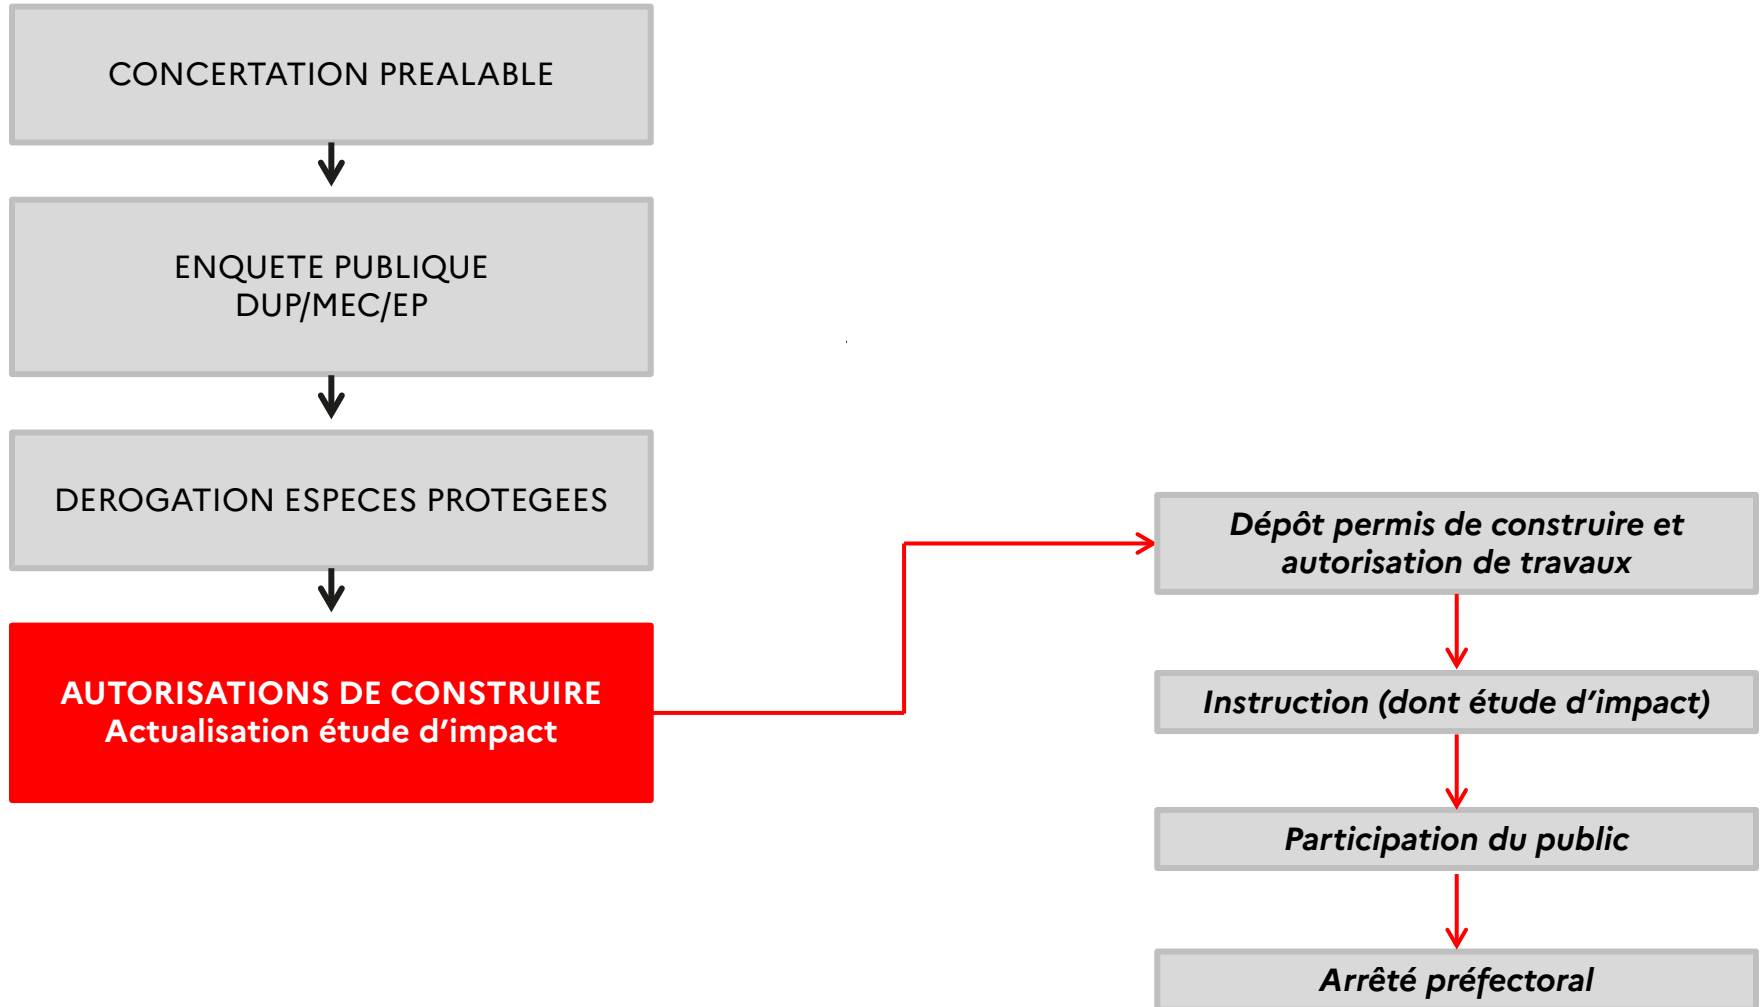 CONCERTATION PREALABLE
ENQUETE PUBLIQUE
DUP/MEC/EP
DEROGATION ESPECES PROTEGEES
AUTORISATIONS DE CONSTRUIRE
Actualisation étude d’impact
Dépôt permis de construire et
autorisation de travaux
Instruction (dont étude d’impact)
Participation du public
Arrêté préfectoral